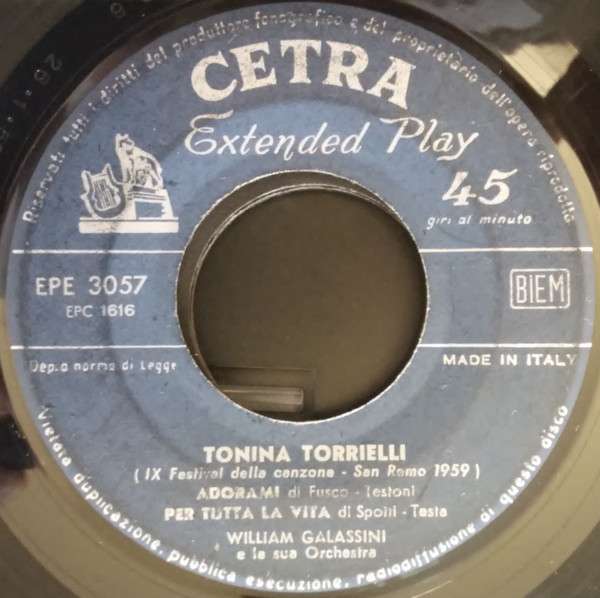 Riservati tutti i diritti del produttore fonografico e del proprietario dell'opera riprodotta
CETRA
Extended Play
45
giri al minuto
EPE 3057
EPC 1616
BIEM
Dep. a norma di Legge
MADE IN ITALY
TONINA TORRIELLI
( IX Festival della canzone - San Remo 1959 )
ADORAMI di Fusco - Testoni
PER TUTTA LA VITA di Spotti - Testa
WILLIAM GALASSINI
e la sua Orchestra
Vietata duplicazione, pubblica esecuzione, radiodiffusione di questo disco